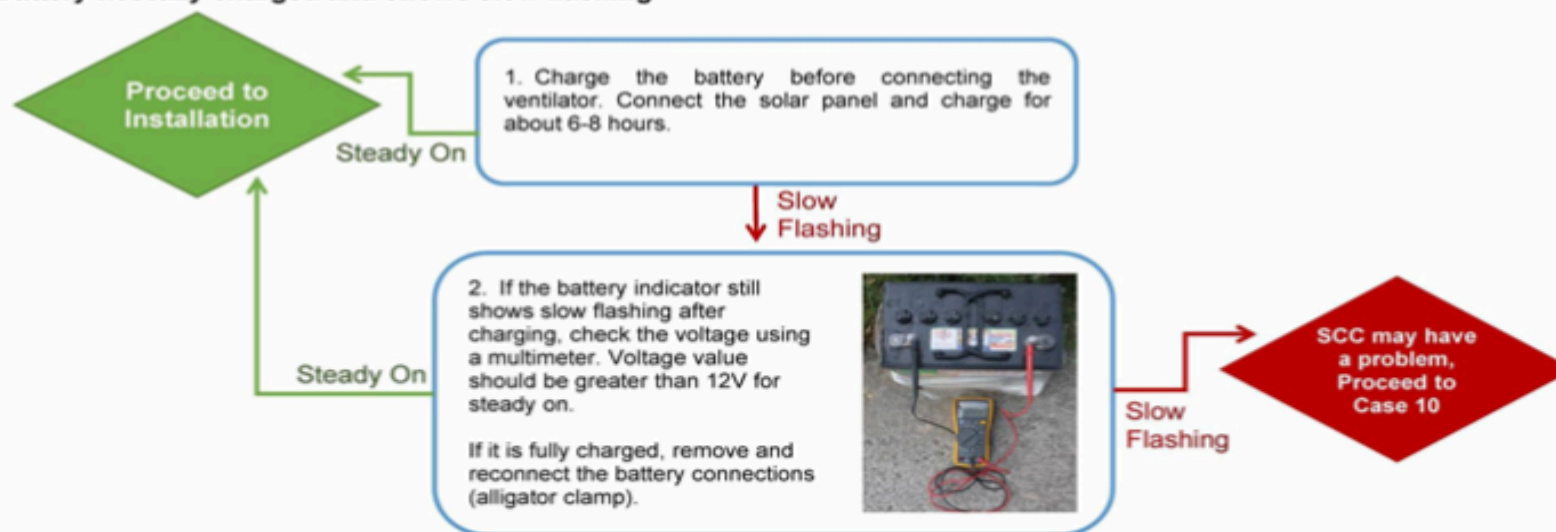 Proceed to
Installation
1. Charge the battery before connecting the
ventilator. Connect the solar panel and charge for
about 6-8 hours.
Steady On
Slow
Flashing
2. If the battery indicator still
shows slow flashing after
charging, check the voltage using
a multimeter. Voltage value
should be greater than 12V for
steady on.
If it is fully charged, remove and
reconnect the battery connections
(alligator clamp).
Steady On
Slow
Flashing
SCC may have
a problem,
Proceed to
Case 10